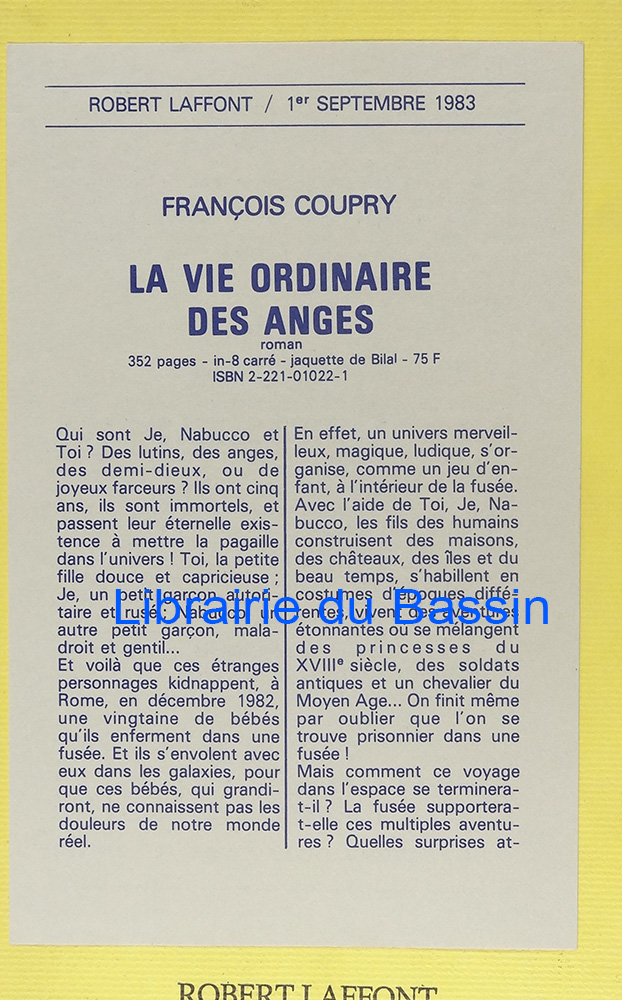 ROBERT LAFFONT / 1er SEPTEMBRE 1983
FRANÇOIS COUPRY
LA VIE ORDINAIRE
DES ANGES
roman
352 pages - in-8 carré - jaquette de Bilal - 75 F
ISBN 2-221-01022-1
Qui sont Je, Nabucco et
Toi ? Des lutins, des anges,
des demi-dieux, ou de
joyeux farceurs ? Ils ont cinq
ans, ils sont immortels, et
passent leur éternelle exis-
tence à mettre la pagaille
dans l'univers ! Toi, la petite
fille douce et capricieuse ;
Je, un petit garçon autori-
taire et rusé ; Nabucco, un
autre petit garçon, mala-
droit et gentil...
Et voilà que ces étranges
personnages kidnappent, à
Rome, en décembre 1982,
une vingtaine de bébés
qu'ils enferment dans une
fusée. Et ils s'envolent avec
eux dans les galaxies, pour
que ces bébés, qui grandi-
ront, ne connaissent pas les
douleurs de notre monde
réel.
En effet, un univers merveil-
leux, magique, ludique, s'or-
ganise, comme un jeu d'en-
fant, à l'intérieur de la fusée.
Avec l'aide de Toi, Je, Na-
bucco, les fils des humains
construisent des maisons,
des châteaux, des îles et du
beau temps, s'habillent en
costumes d'époques diffé-
rentes, vivent des aventures
étonnantes où se mélangent
des princesses du
XVIIIe siècle, des soldats
antiques et un chevalier du
Moyen Age... On finit même
par oublier que l'on se
trouve prisonnier dans une
fusée !
Mais comment ce voyage
dans l'espace se terminera-
t-il ? La fusée supportera-
t-elle ces multiples aventu-
res ? Quelles surprises at-
Librairie du Bassin
ROBERT LAFFONT